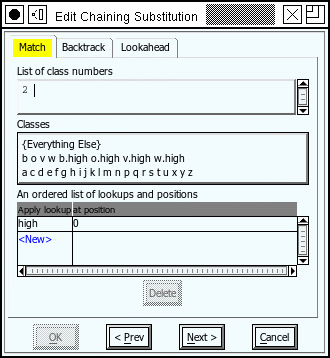 Edit Chaining Substitution
Match Backtrack Lookahead
List of class numbers
2
Classes
{Everything Else}
b o v w b.high o.high v.high w.high
a c d e f g h i j k l m n p q r s t u x y z
An ordered list of lookups and positions
Apply lookup at position
high 0
<New>
Delete
OK < Prev Next > Cancel